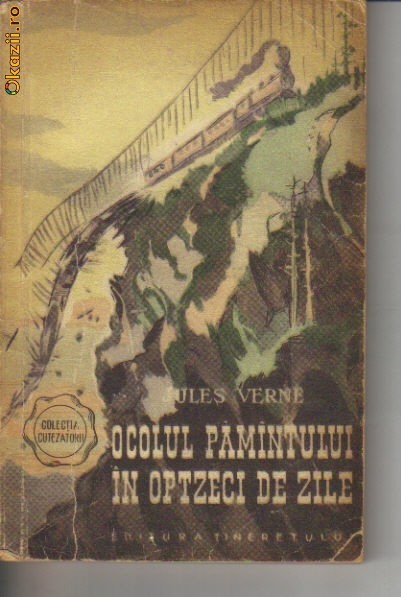 Okazii.ro
JULES VERNE
COLECȚIA
CUTEZĂTORII
OCOLUL PĂMÎNTULUI
ÎN OPTZECI DE ZILE
EDITURA TINERETULUI